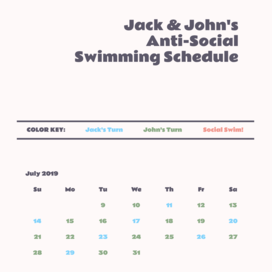 Jack & John's
Anti-Social
Swimming Schedule
COLOR KEY: Jack's Turn John's Turn Social Swim!
July 2019
Su Mo Tu We Th Fr Sa
9 10 11 12 13
14 15 16 17 18 19 20
21 22 23 24 25 26 27
28 29 30 31